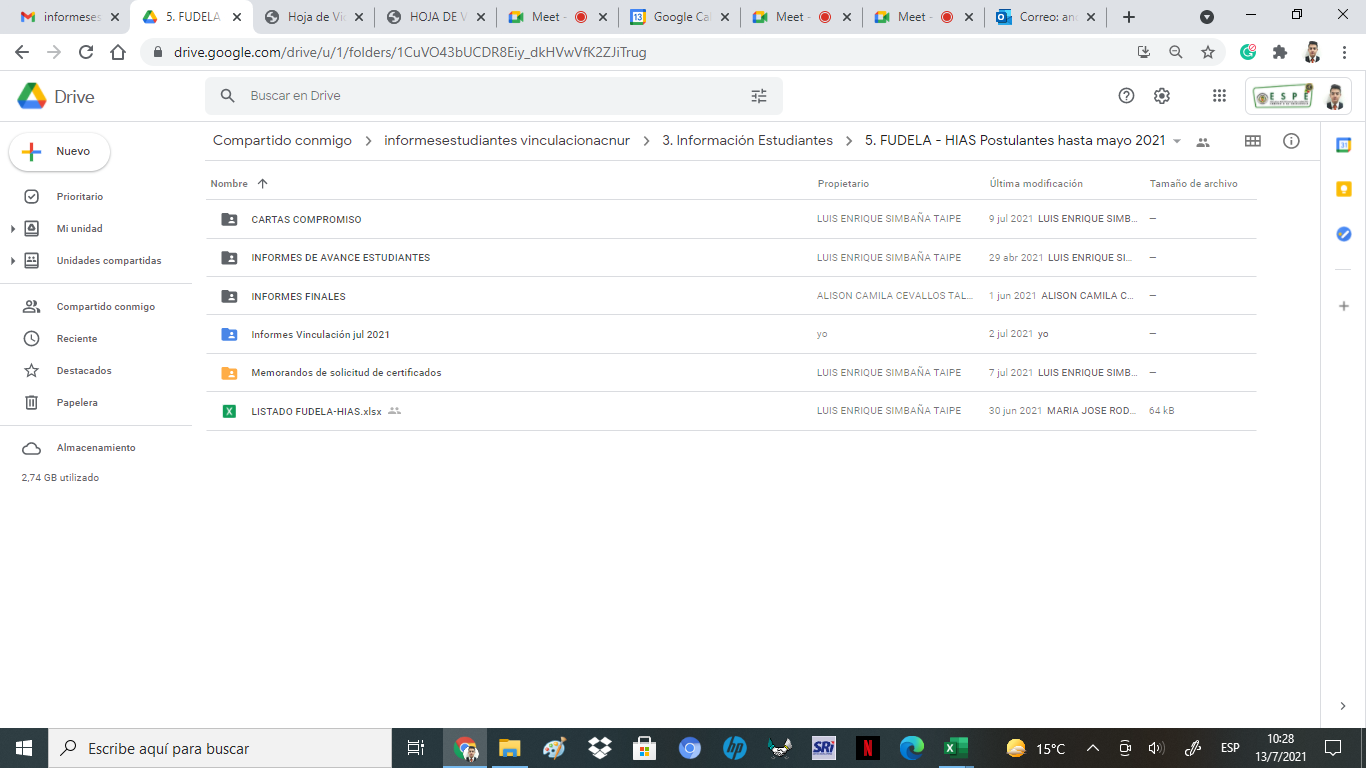 informeses
5. FUDELA
Hoja de Vi
HOJA DE V
Meet -
Google Cal
Meet -
Meet -
Correo: an
drive.google.com/drive/u/1/folders/1CuVO43bUCDR8Eiy_dkHVwVfK2ZJiTrug
Drive
Buscar en Drive
ESPE
Nuevo
Compartido conmigo > informesestudiantes vinculacionacnur > 3. Información Estudiantes > 5. FUDELA - HIAS Postulantes hasta mayo 2021
Prioritario
Mi unidad
Unidades compartidas
Compartido conmigo
Reciente
Destacados
Papelera
Almacenamiento
2,74 GB utilizado
Nombre Propietario Última modificación Tamaño de archivo
CARTAS COMPROMISO LUIS ENRIQUE SIMBAÑA TAIPE 9 jul 2021 LUIS ENRIQUE SIMB... —
INFORMES DE AVANCE ESTUDIANTES LUIS ENRIQUE SIMBAÑA TAIPE 29 abr 2021 LUIS ENRIQUE SI... —
INFORMES FINALES ALISON CAMILA CEVALLOS TAL... 1 jun 2021 ALISON CAMILA C... —
Informes Vinculación jul 2021 yo 2 jul 2021 yo —
Memorandos de solicitud de certificados LUIS ENRIQUE SIMBAÑA TAIPE 7 jul 2021 LUIS ENRIQUE SIMB... —
LISTADO FUDELA-HIAS.xlsx LUIS ENRIQUE SIMBAÑA TAIPE 30 jun 2021 MARIA JOSE ROD... 64 kB
Escribe aquí para buscar
SRi
15°C
ESP
10:28
13/7/2021